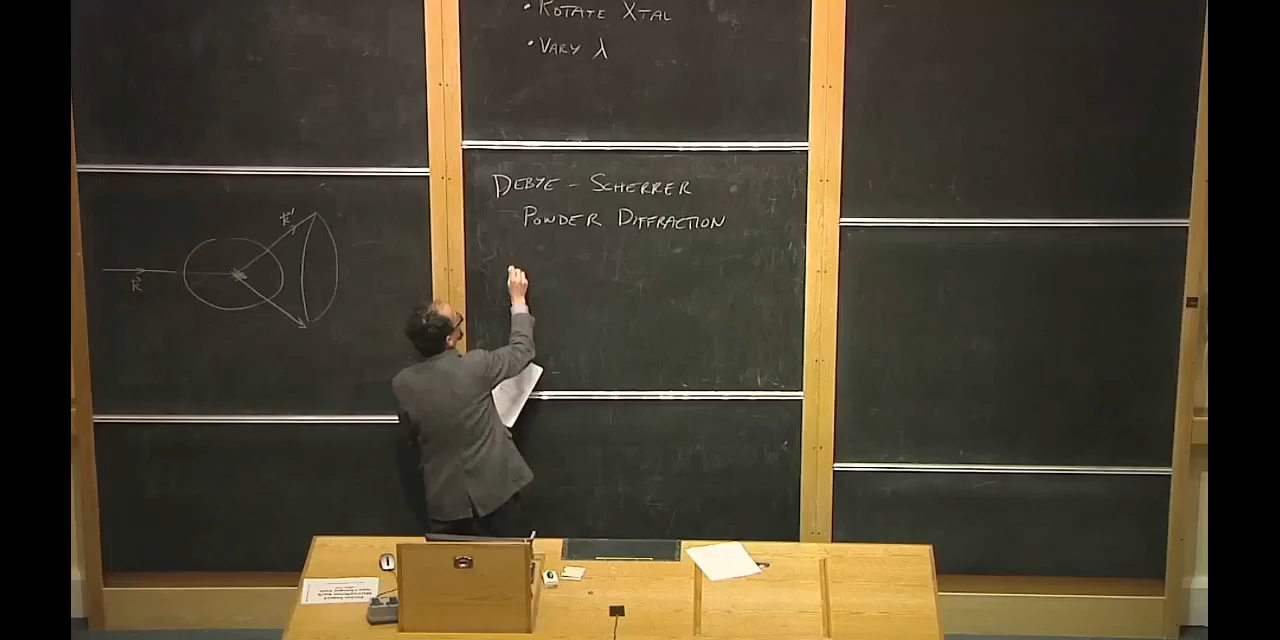 • ROTATE XTAL
• VARY λ
DEBYE - SCHERRER
POWDER DIFFRACTION
k⃗'
k⃗